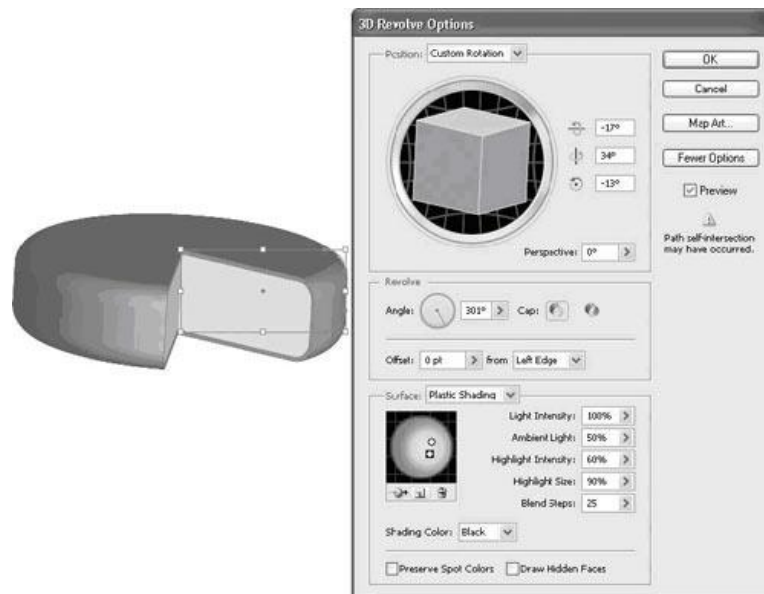 3D Revolve Options
Position: Custom Rotation
OK
Cancel
Map Art...
Fewer Options
Preview
Path self-intersection
may have occurred.
-17°
34°
-13°
Perspective: 0°
Revolve
Angle: 301° Cap:
Offset: 0 pt from Left Edge
Surface: Plastic Shading
Light Intensity: 100%
Ambient Light: 50%
Highlight Intensity: 60%
Highlight Size: 90%
Blend Steps: 25
Shading Color: Black
Preserve Spot Colors Draw Hidden Faces